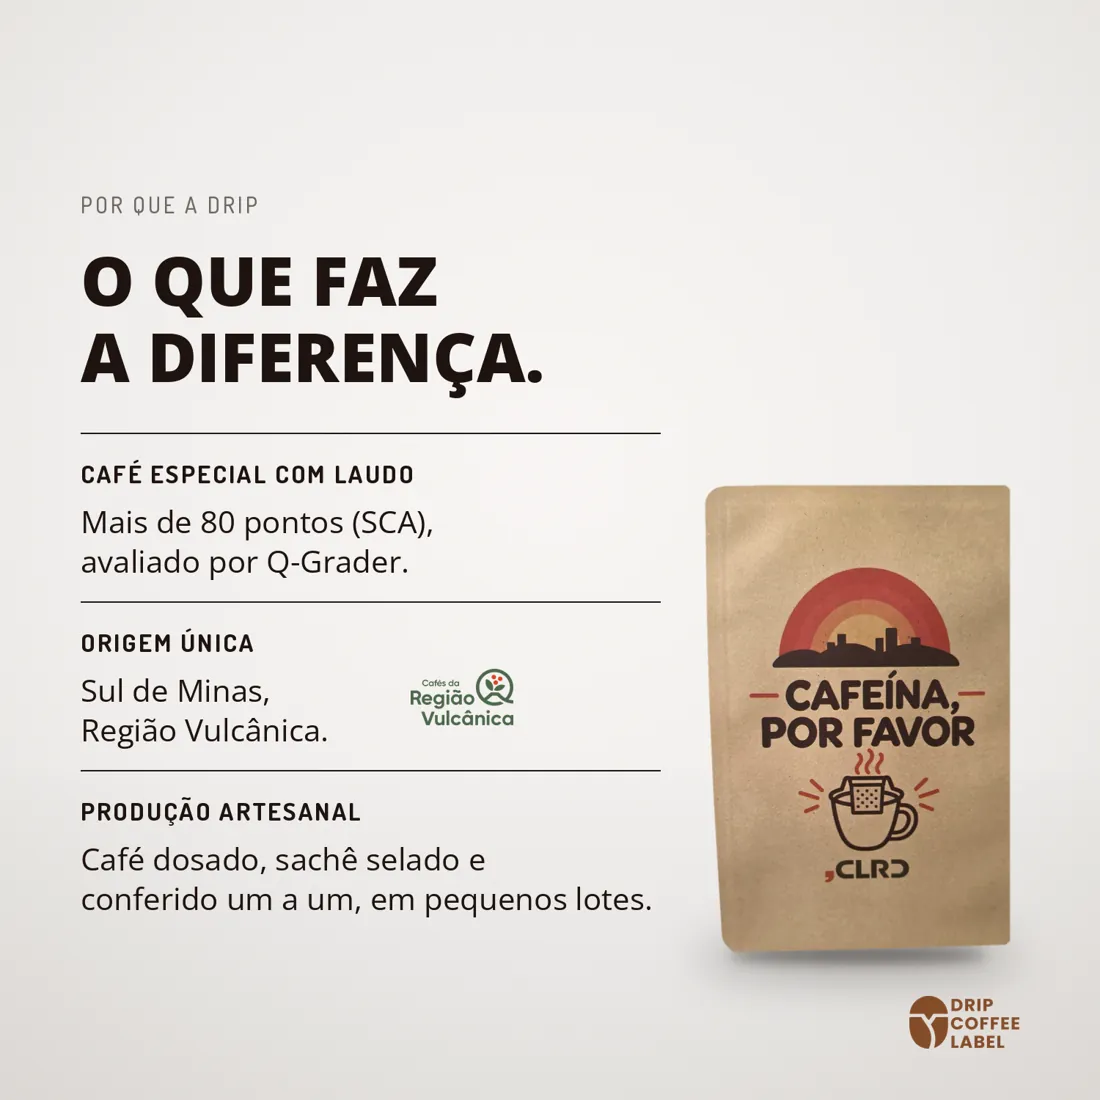 POR QUE A DRIP
O QUE FAZ
A DIFERENÇA.
CAFÉ ESPECIAL COM LAUDO
Mais de 80 pontos (SCA),
avaliado por Q-Grader.
ORIGEM ÚNICA
Sul de Minas,
Região Vulcânica.
Cafés da
Região
Vulcânica
PRODUÇÃO ARTESANAL
Café dosado, sachê selado e
conferido um a um, em pequenos lotes.
CAFEÍNA,
POR FAVOR
,CLRD
DRIP
COFFEE
LABEL